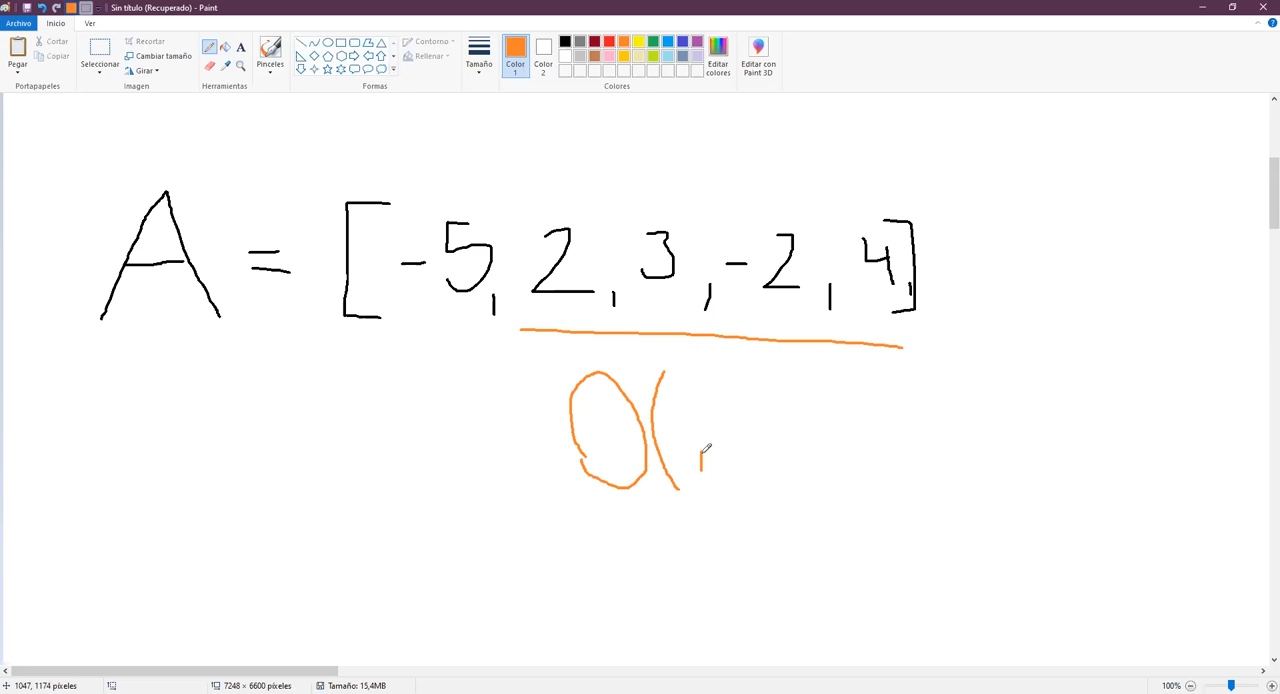 Sin título (Recuperado) - Paint
Archivo Inicio Ver
Pegar Cortar Copiar
Portapapeles
Seleccionar Recortar Cambiar tamaño Girar
Imagen
A
Herramientas
Pinceles
Contorno Rellenar
Formas
Tamaño
Color 1 Color 2 Editar colores
Colores
Editar con Paint 3D
A = [-5, 2, 3, -2, 4]
O(
1047, 1174 píxeles 7248 × 6600 píxeles Tamaño: 15,4MB 100%